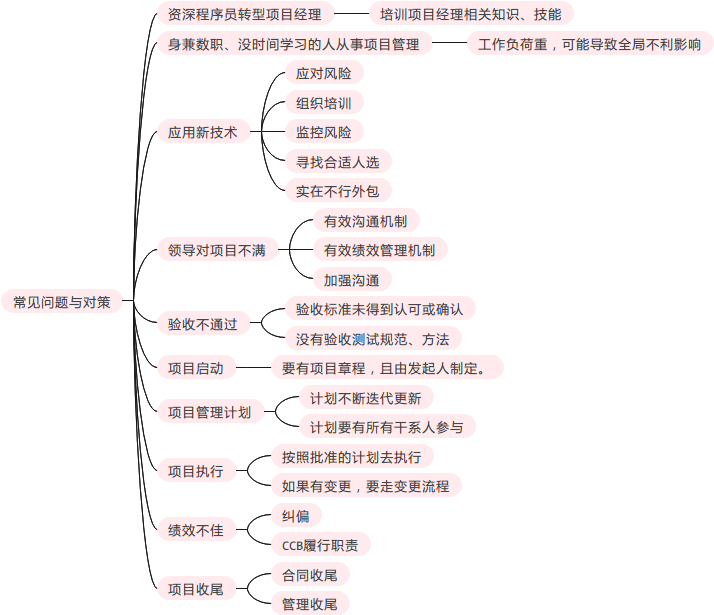 资深程序员转型项目经理
培训项目经理相关知识、技能
身兼数职、没时间学习的人从事项目管理
工作负荷重，可能导致全局不利影响
应用新技术
应对风险
组织培训
监控风险
寻找合适人选
实在不行外包
领导对项目不满
有效沟通机制
有效绩效管理机制
加强沟通
常见问题与对策
验收不通过
验收标准未得到认可或确认
没有验收测试规范、方法
项目启动
要有项目章程，且由发起人制定。
项目管理计划
计划不断迭代更新
计划要有所有干系人参与
项目执行
按照批准的计划去执行
如果有变更，要走变更流程
绩效不佳
纠偏
CCB履行职责
项目收尾
合同收尾
管理收尾